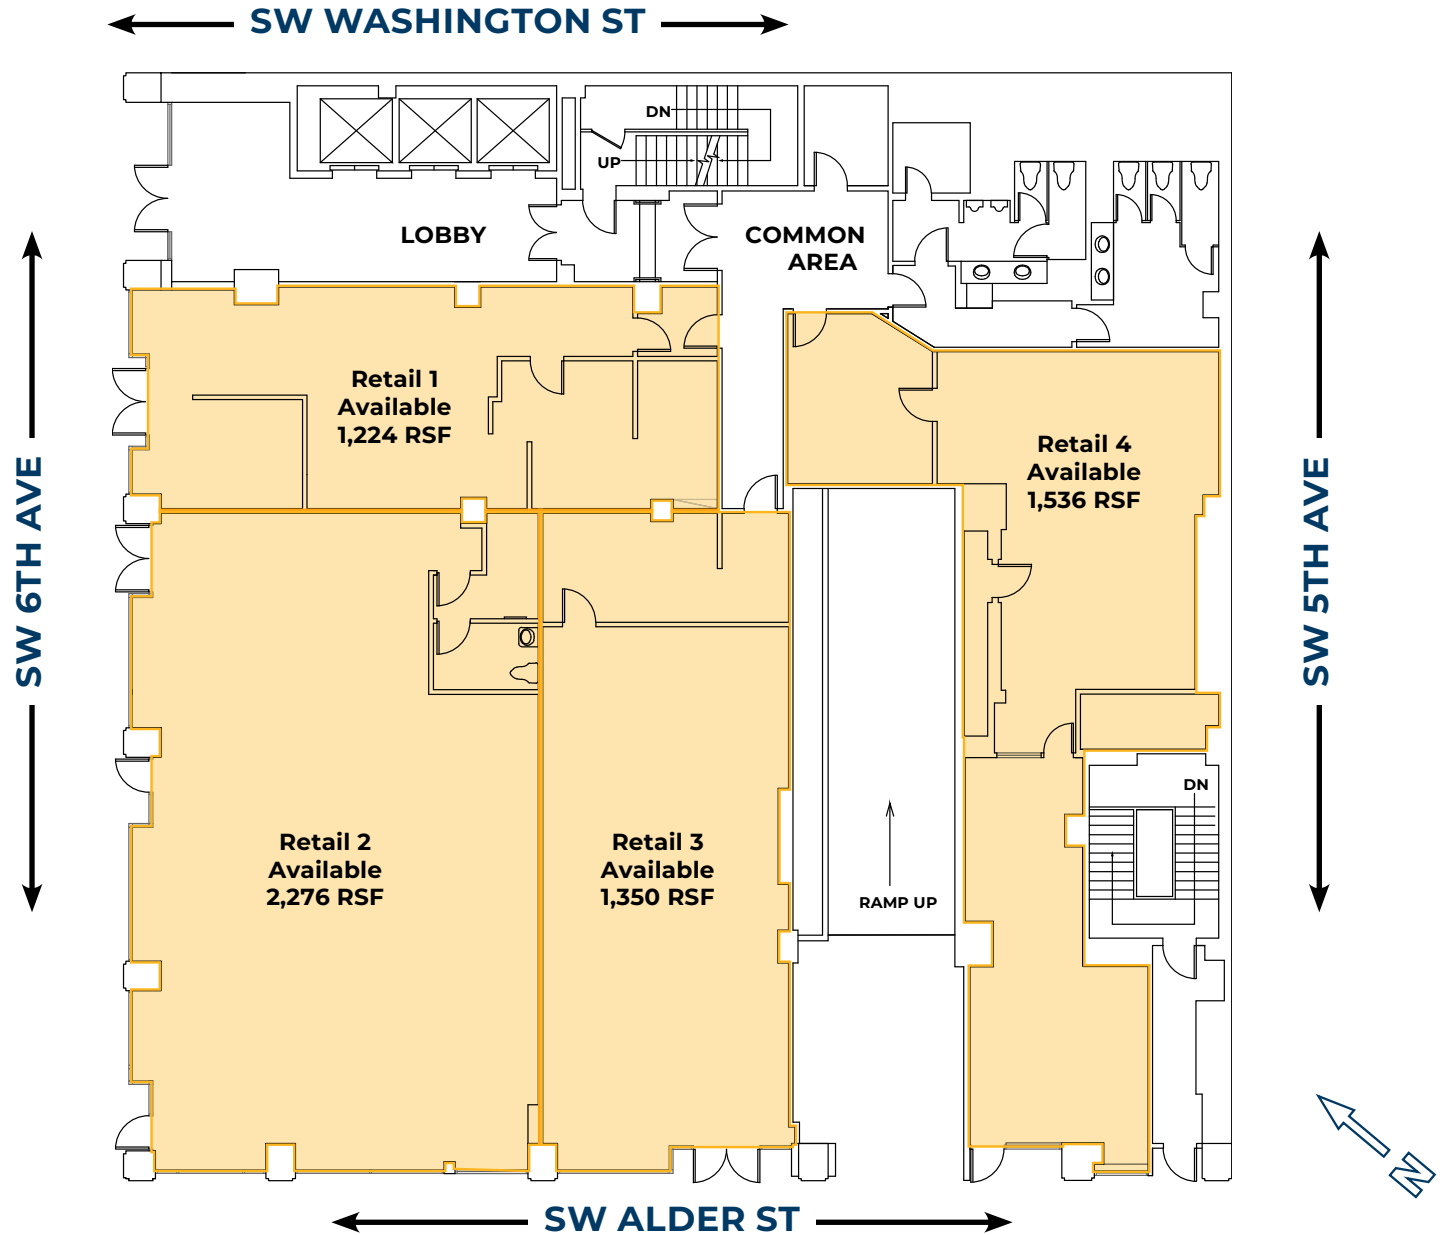 SW WASHINGTON ST
DN
UP
LOBBY
COMMON
AREA
Retail 1
Available
1,224 RSF
Retail 4
Available
1,536 RSF
SW 6TH AVE
SW 5TH AVE
DN
Retail 2
Available
2,276 RSF
Retail 3
Available
1,350 RSF
RAMP UP
N
SW ALDER ST